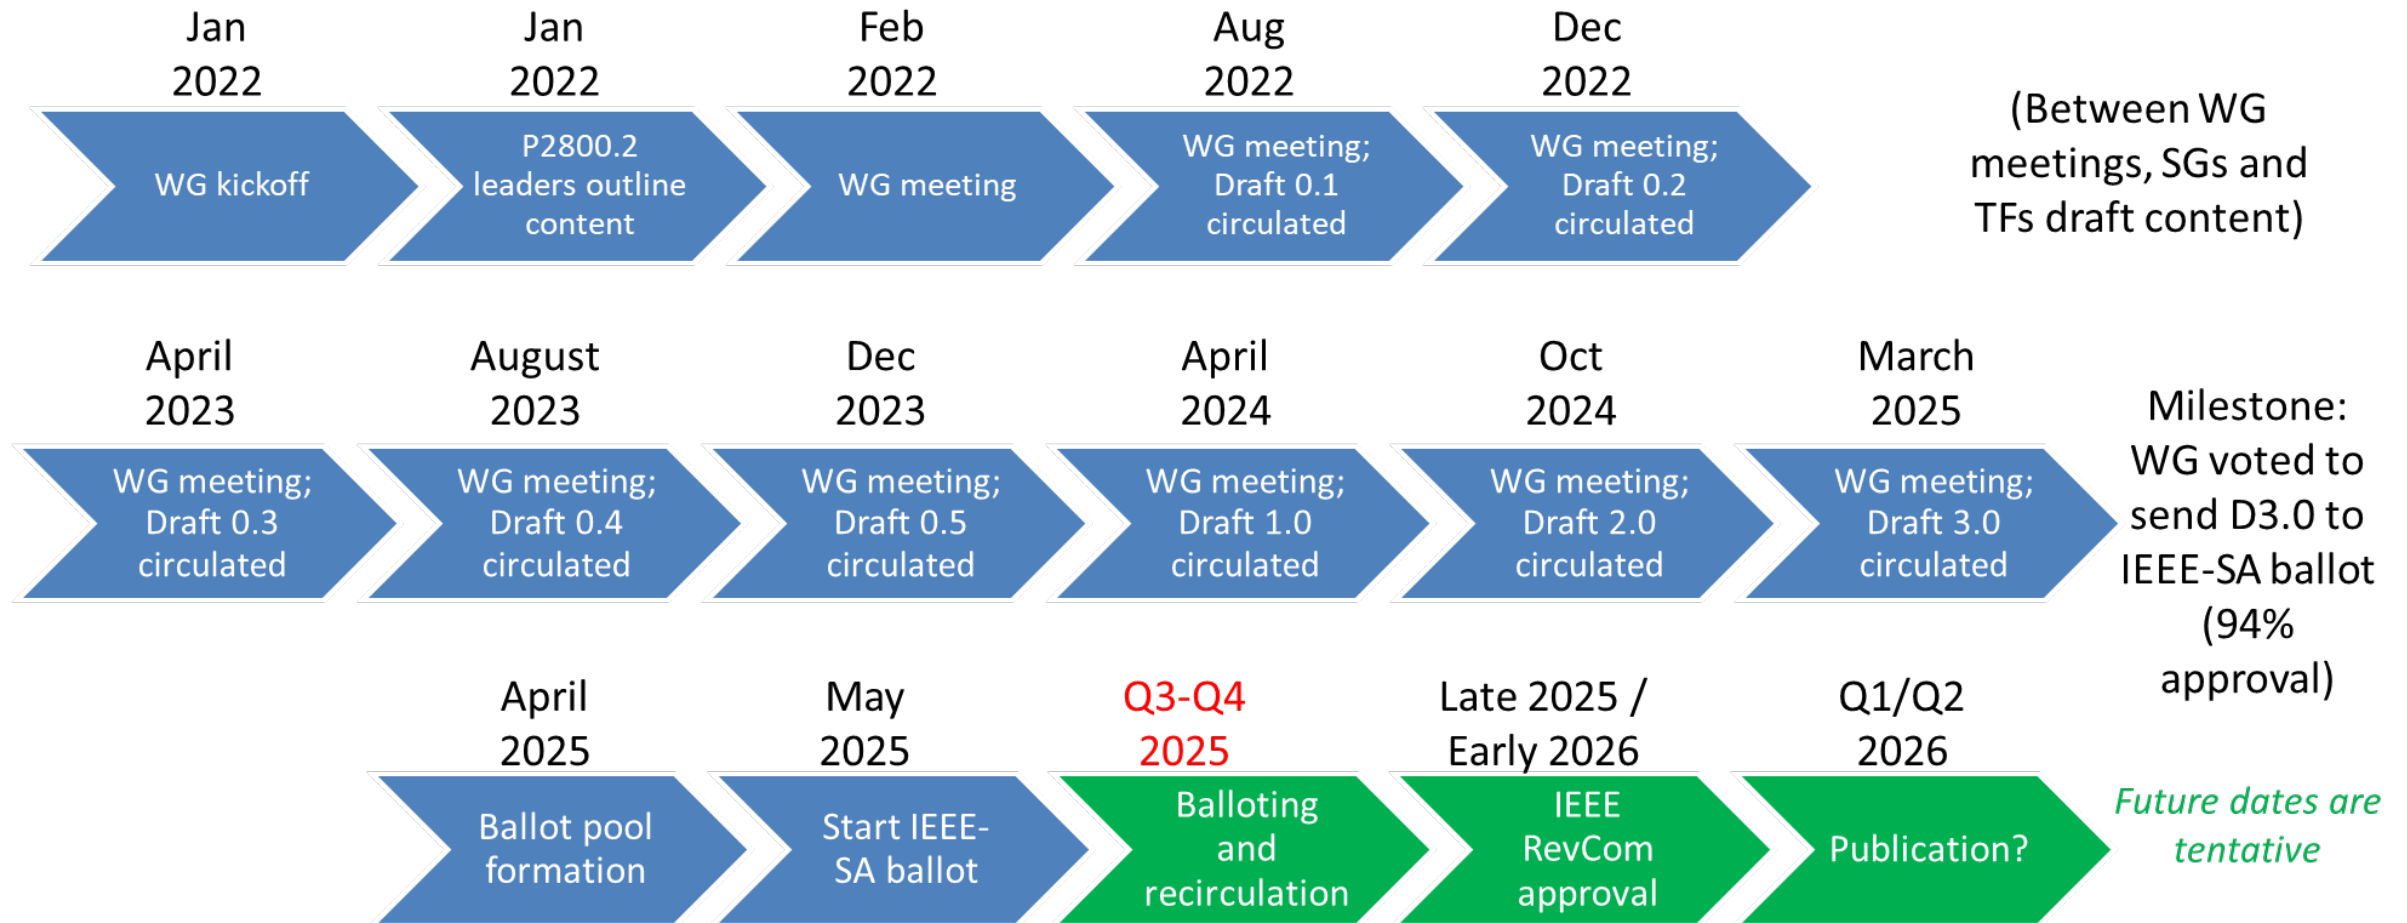 Jan
2022
Jan
2022
Feb
2022
Aug
2022
Dec
2022
WG kickoff
P2800.2
leaders outline
content
WG meeting
WG meeting;
Draft 0.1
circulated
WG meeting;
Draft 0.2
circulated
(Between WG
meetings, SGs and
TFs draft content)
April
2023
August
2023
Dec
2023
April
2024
Oct
2024
March
2025
WG meeting;
Draft 0.3
circulated
WG meeting;
Draft 0.4
circulated
WG meeting;
Draft 0.5
circulated
WG meeting;
Draft 1.0
circulated
WG meeting;
Draft 2.0
circulated
WG meeting;
Draft 3.0
circulated
Milestone:
WG voted to
send D3.0 to
IEEE-SA ballot
(94%
approval)
April
2025
May
2025
Q3-Q4
2025
Late 2025 /
Early 2026
Q1/Q2
2026
Ballot pool
formation
Start IEEE-
SA ballot
Balloting
and
recirculation
IEEE
RevCom
approval
Publication?
Future dates are
tentative